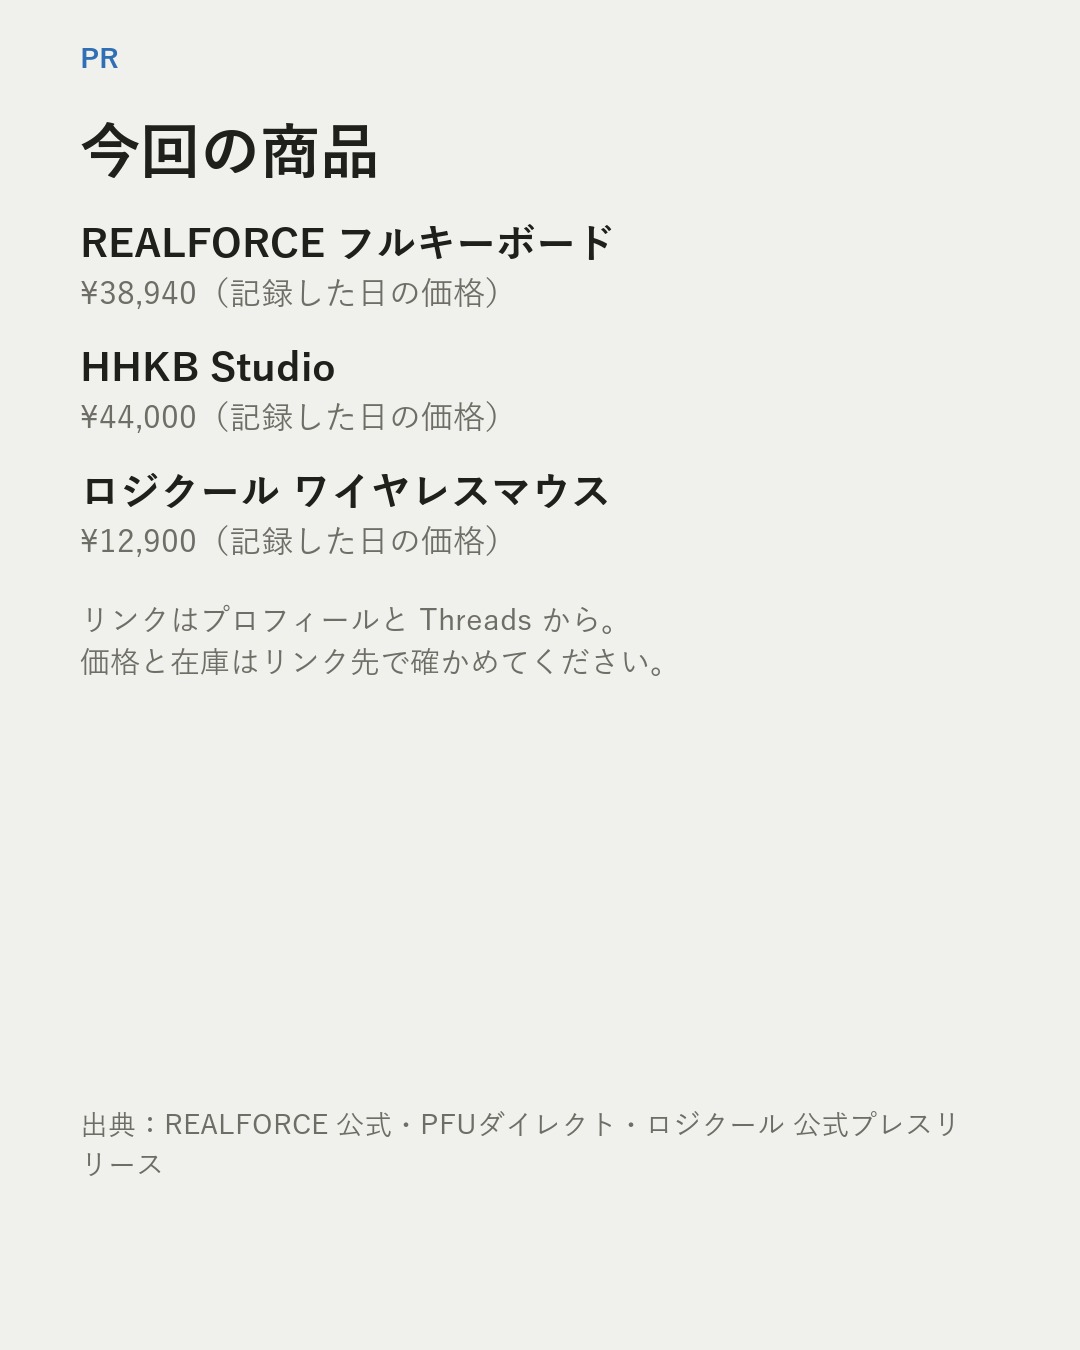 PR
今回の商品
REALFORCE フルキーボード
¥38,940（記録した日の価格）
HHKB Studio
¥44,000（記録した日の価格）
ロジクール ワイヤレスマウス
¥12,900（記録した日の価格）
リンクはプロフィールと Threads から。
価格と在庫はリンク先で確かめてください。
出典：REALFORCE 公式・PFUダイレクト・ロジクール 公式プレスリ
リース